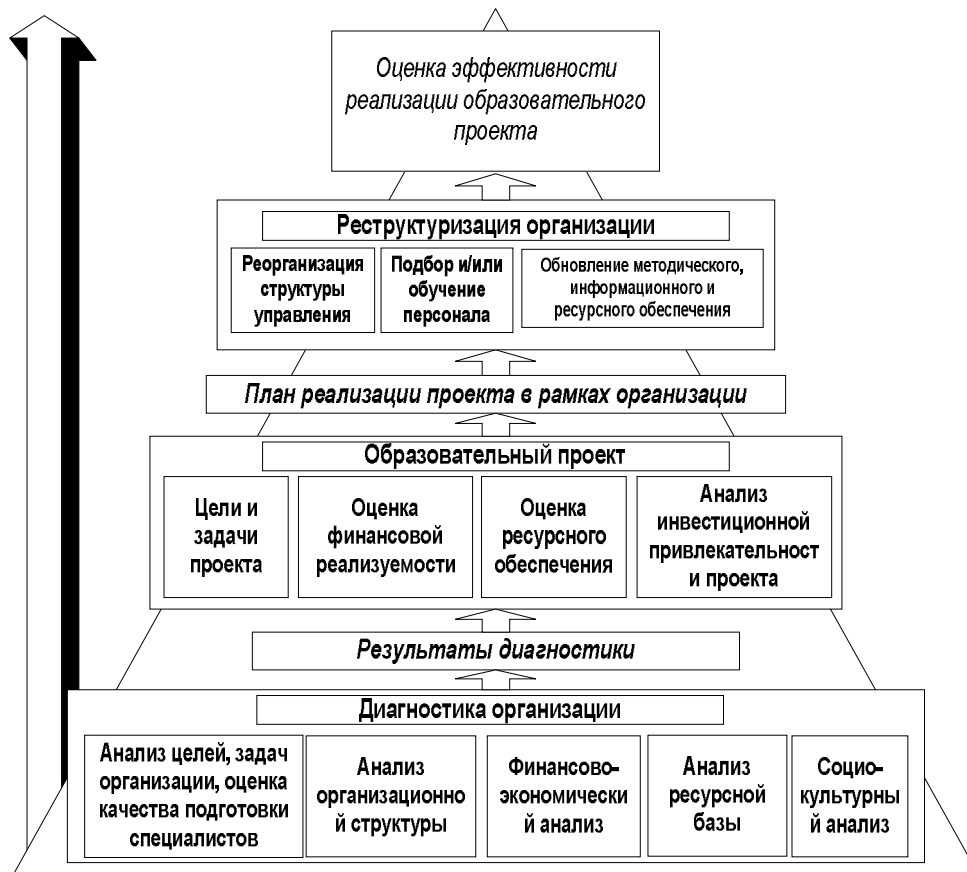 Оценка эффективности
реализации образовательного
проекта
Реструктуризация организации
Реорганизация
структуры
управления
Подбор и/или
обучение
персонала
Обновление методического,
информационного и
ресурсного обеспечения
План реализации проекта в рамках организации
Образовательный проект
Цели и
задачи
проекта
Оценка
финансовой
реализуемости
Оценка
ресурсного
обеспечения
Анализ
инвестиционной
привлекательност
и проекта
Результаты диагностики
Диагностика организации
Анализ целей, задач
организации, оценка
качества подготовки
специалистов
Анализ
организационно
й структуры
Финансово-
экономически
й анализ
Анализ
ресурсной
базы
Социо-
культурны
й анализ